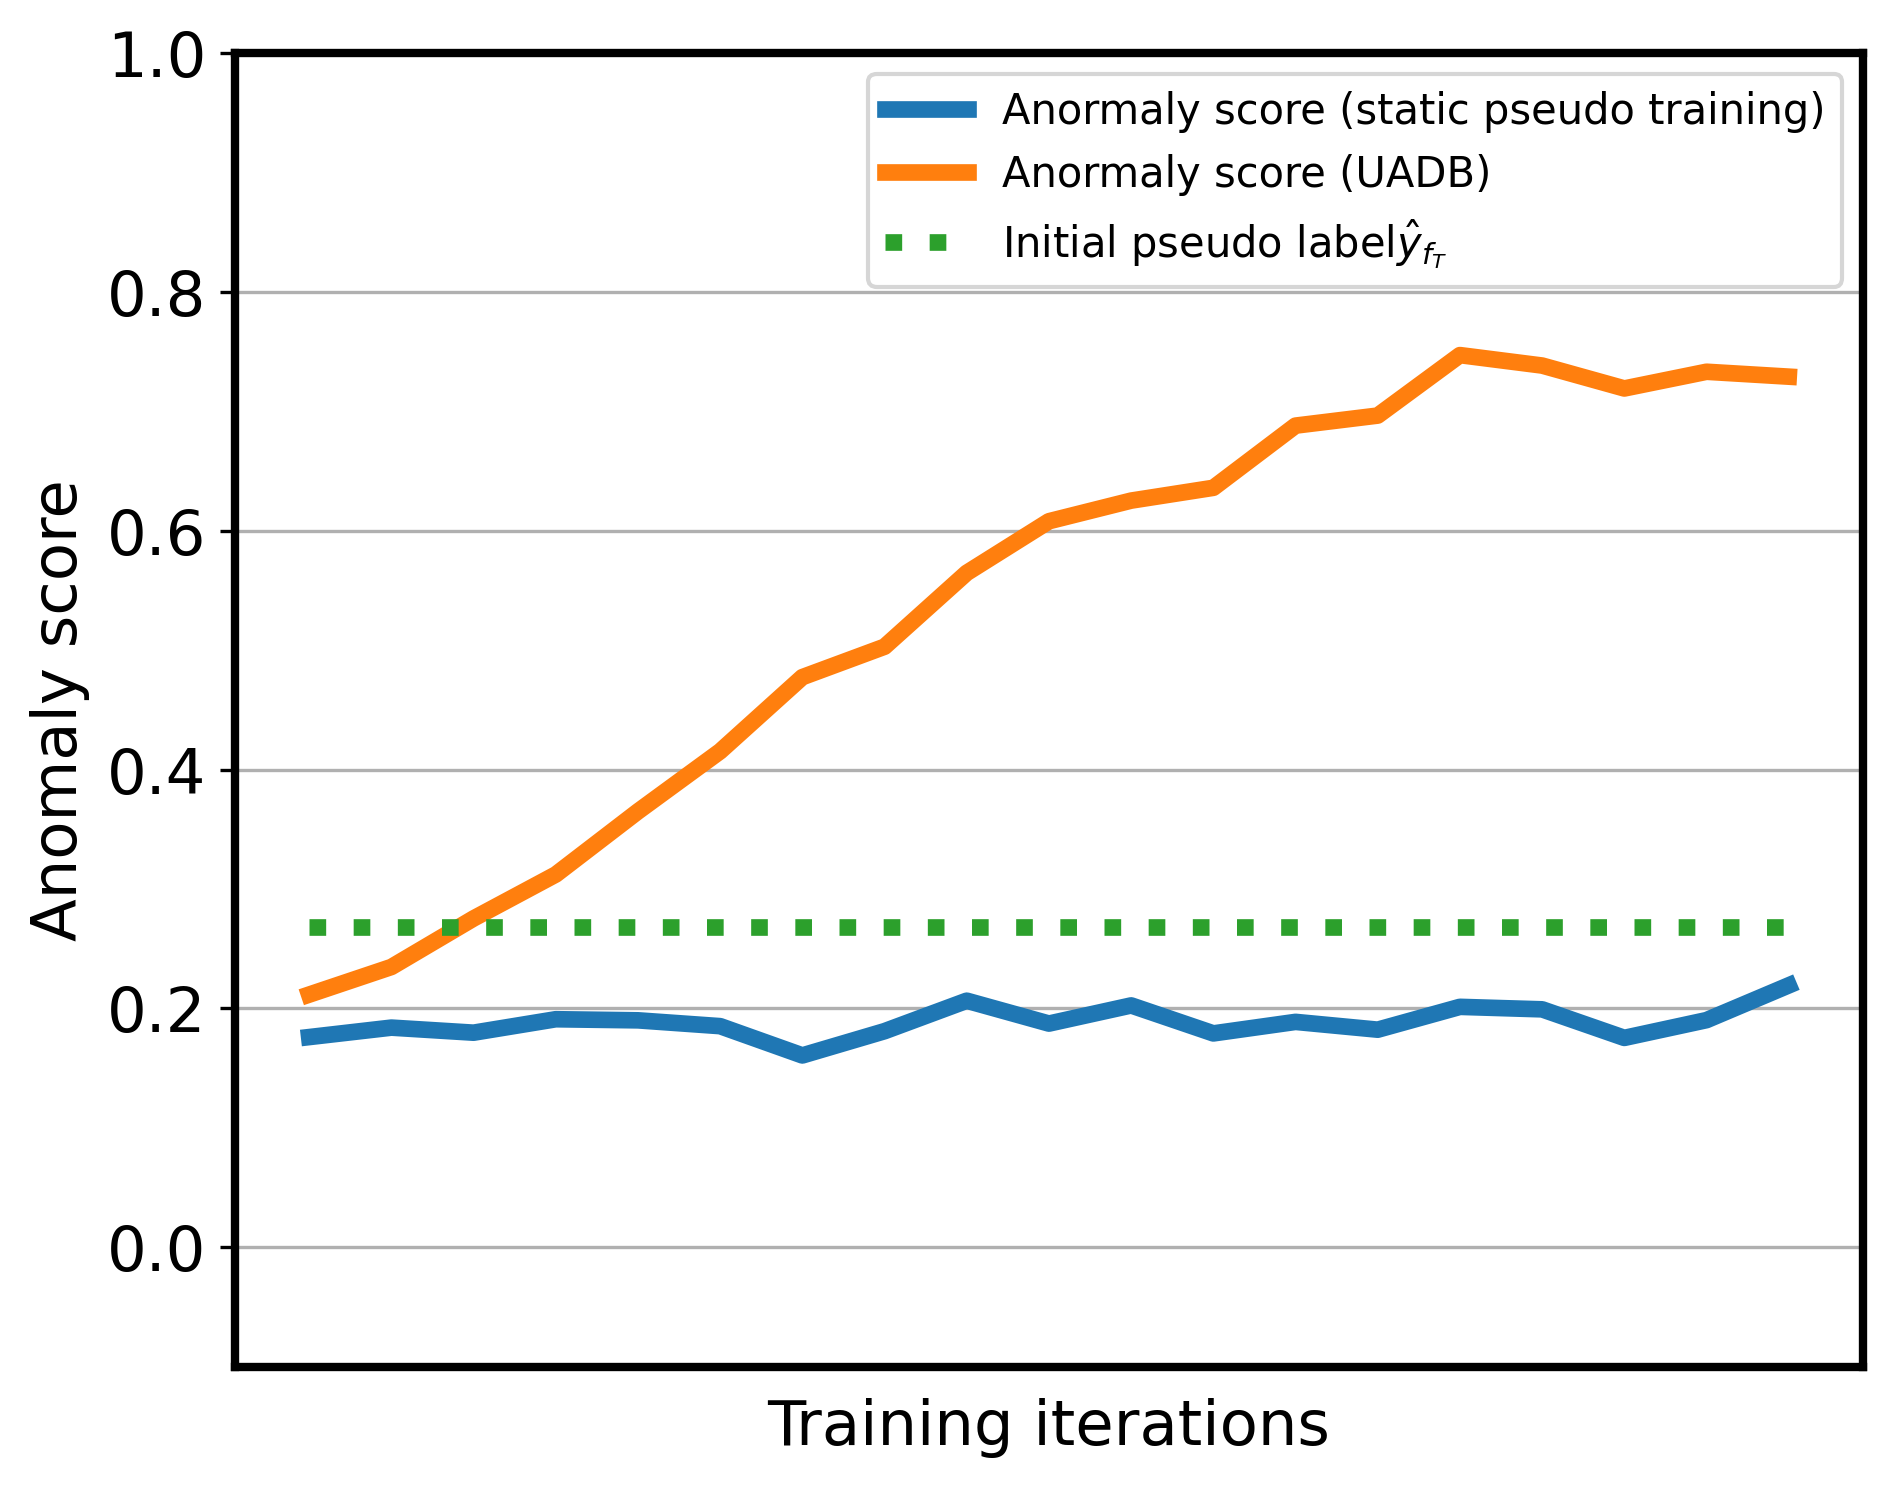 1.0
0.8
0.6
0.4
0.2
0.0
Anomaly score
Training iterations
Anormaly score (static pseudo training)
Anormaly score (UADB)
Initial pseudo labelŷ_{f_T}